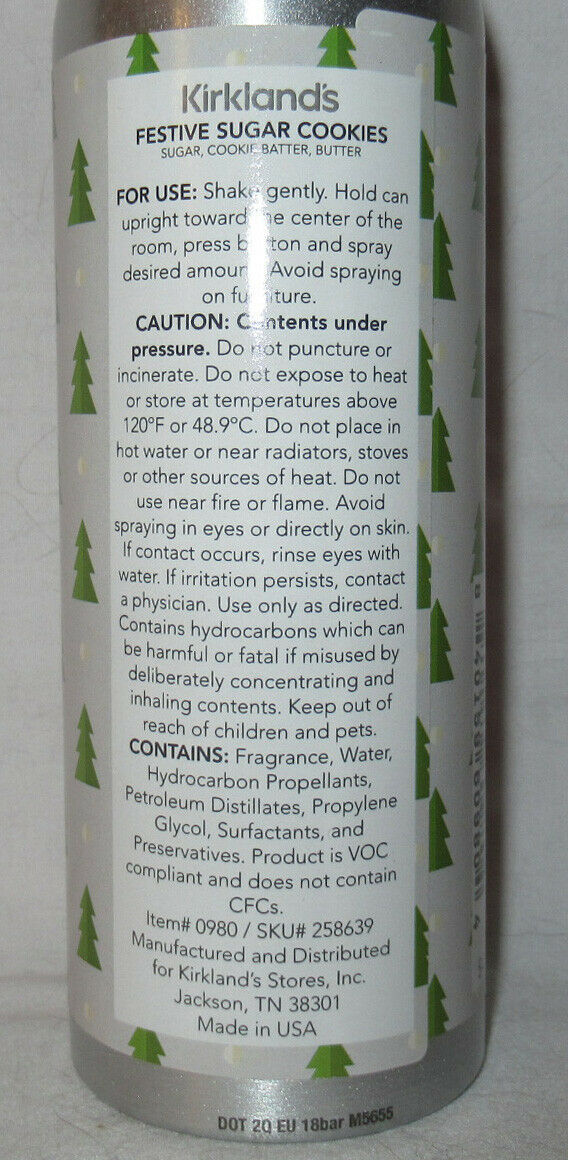 Kirkland's
FESTIVE SUGAR COOKIES
SUGAR, COOKIE BATTER, BUTTER
FOR USE: Shake gently. Hold can
upright toward the center of the
room, press button and spray
desired amount. Avoid spraying
on furniture.
CAUTION: Contents under
pressure. Do not puncture or
incinerate. Do not expose to heat
or store at temperatures above
120°F or 48.9°C. Do not place in
hot water or near radiators, stoves
or other sources of heat. Do not
use near fire or flame. Avoid
spraying in eyes or directly on skin.
If contact occurs, rinse eyes with
water. If irritation persists, contact
a physician. Use only as directed.
Contains hydrocarbons which can
be harmful or fatal if misused by
deliberately concentrating and
inhaling contents. Keep out of
reach of children and pets.
CONTAINS: Fragrance, Water,
Hydrocarbon Propellants,
Petroleum Distillates, Propylene
Glycol, Surfactants, and
Preservatives. Product is VOC
compliant and does not contain
CFCs.
Item# 0980 / SKU# 258639
Manufactured and Distributed
for Kirkland's Stores, Inc.
Jackson, TN 38301
Made in USA
DOT 2Q EU 18bar M5655